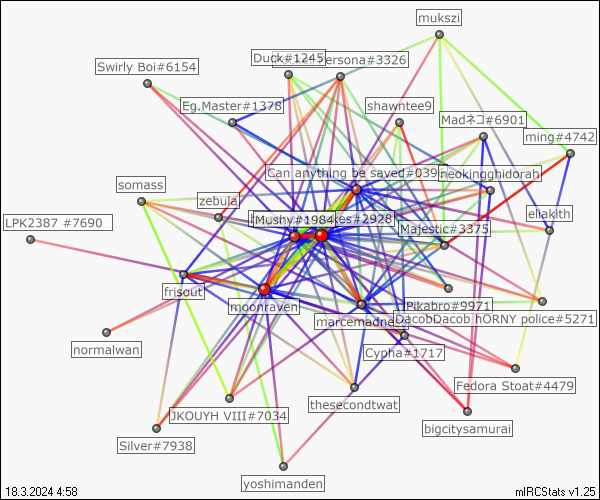 mukszi
Duck#1245
Persona#3326
Swirly Boi#6154
Eg.Master#1378
shawntee9
Madネコ#6901
ming#4742
Can anything be saved#039
neokingghidorah
somass
zebula
LPK2387 #7690
Mushy#1984
kes#2928
Majestic#3375
eliakith
frisout
moonraven
Pikabro#9971
marcemadness
DacobDacob
hORNY police#5271
normalwan
Cypha#1717
Fedora Stoat#4479
JKOUYH VIII#7034
thesecondtwat
bigcitysamurai
Silver#7938
yoshimanden
18.3.2024 4:58
mIRCStats v1.25